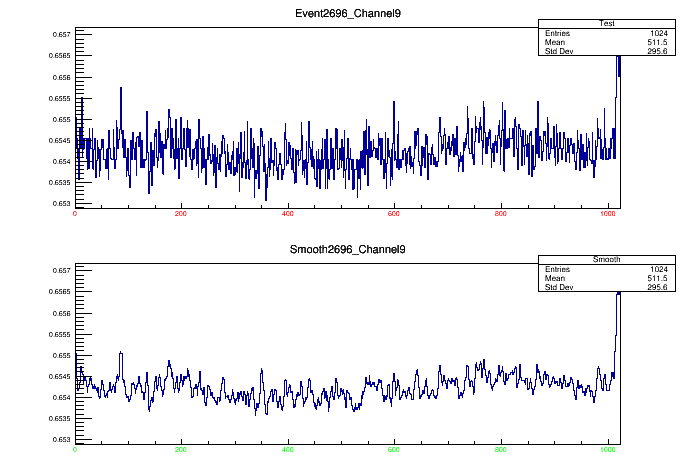 Event2696_Channel9
Test
Entries 1024
Mean 511.5
Std Dev 295.6
0.6575
0.657
0.6565
0.656
0.6555
0.655
0.6545
0.654
0.6535
0.653
0 200 400 600 800 1000
Smooth2696_Channel9
Smooth
Entries 1024
Mean 511.5
Std Dev 295.6
0.657
0.6565
0.656
0.6555
0.655
0.6545
0.654
0.6535
0.653
0 200 400 600 800 1000